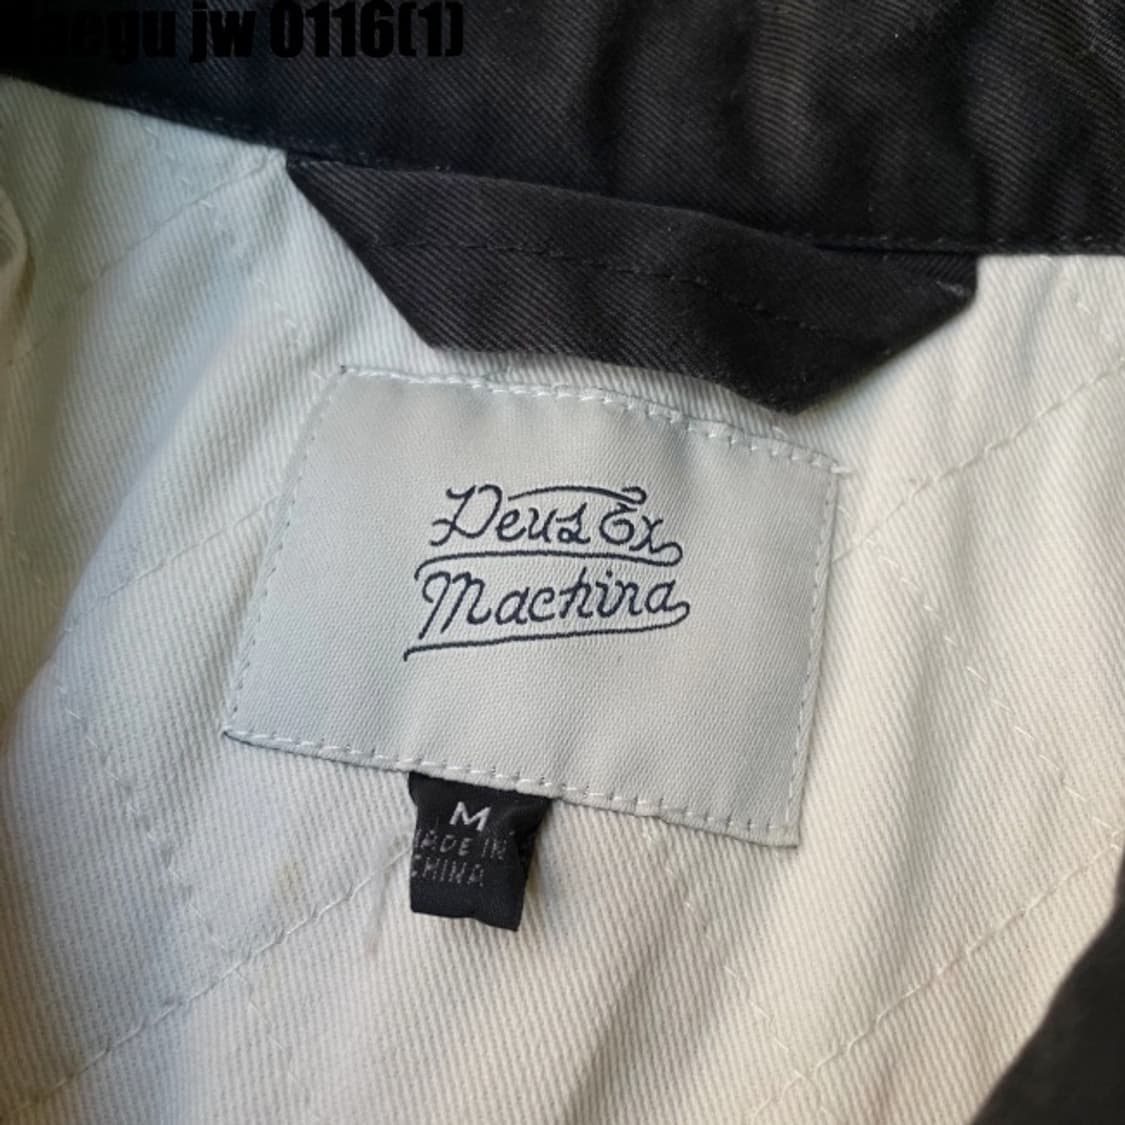 jw 0116(1)
Deus Ex
Machina
M
MADE IN
CHINA